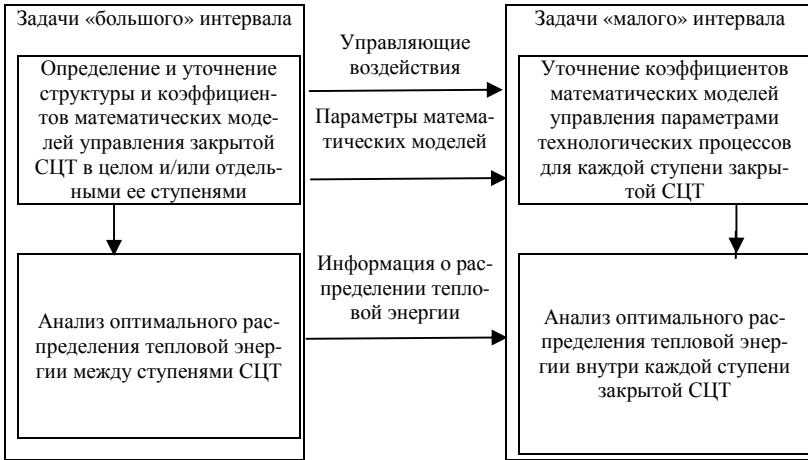 Задачи «большого» интервала
Определение и уточнение
структуры и коэффициен-
тов математических моде-
лей управления закрытой
СЦТ в целом и/или отдель-
ными ее ступенями
Анализ оптимального рас-
пределения тепловой энер-
гии между ступенями СЦТ
Управляющие
воздействия
Параметры матема-
тических моделей
Информация о рас-
пределении тепло-
вой энергии
Задачи «малого» интервала
Уточнение коэффициентов
математических моделей
управления параметрами
технологических процессов
для каждой ступени закры-
той СЦТ
Анализ оптимального рас-
пределения тепловой энер-
гии внутри каждой ступени
закрытой СЦТ